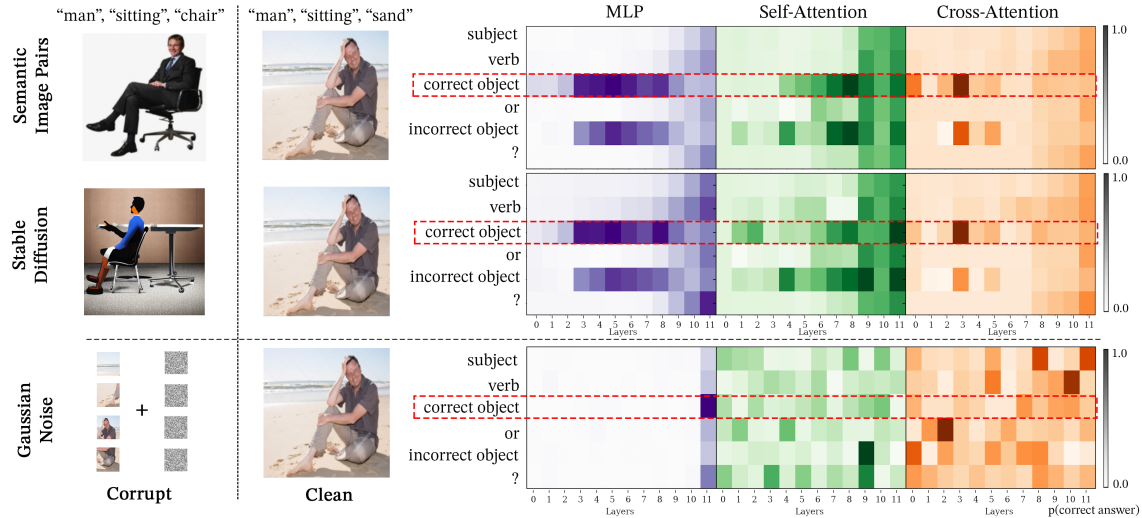 “man”, “sitting”, “chair”
“man”, “sitting”, “sand”
MLP
Self-Attention
Cross-Attention
Semantic
Image Pairs
subject
verb
correct object
or
incorrect object
?
1.0
0.0
Stable
Diffusion
subject
verb
correct object
or
incorrect object
?
1.0
0.0
0 1 2 3 4 5 6 7 8 9 10 11
Layers
0 1 2 3 4 5 6 7 8 9 10 11
Layers
0 1 2 3 4 5 6 7 8 9 10 11
Layers
Gaussian
Noise
+
Corrupt
Clean
subject
verb
correct object
or
incorrect object
?
1.0
0.0
0 1 2 3 4 5 6 7 8 9 10 11
Layers
0 1 2 3 4 5 6 7 8 9 10 11
Layers
0 1 2 3 4 5 6 7 8 9 10 11
Layers
p(correct answer)